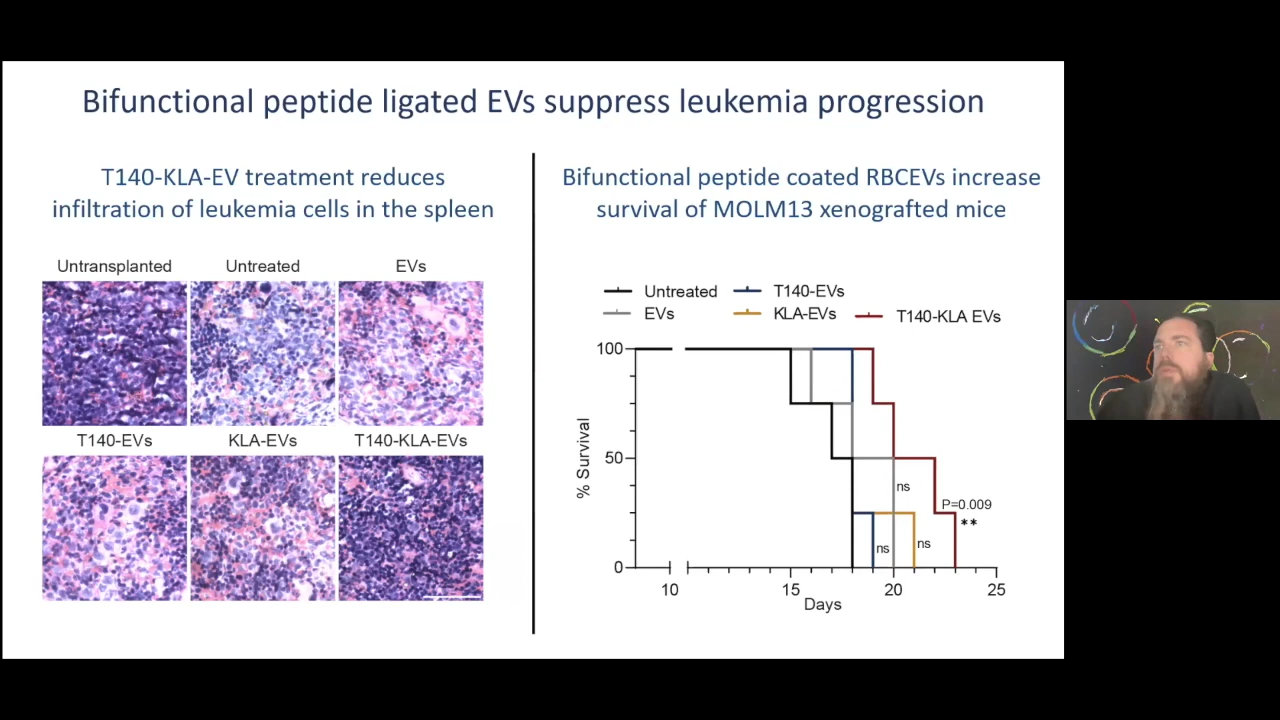 Bifunctional peptide ligated EVs suppress leukemia progression
T140-KLA-EV treatment reduces
infiltration of leukemia cells in the spleen
Untransplanted
Untreated
EVs
T140-EVs
KLA-EVs
T140-KLA-EVs
Bifunctional peptide coated RBCEVs increase
survival of MOLM13 xenografted mice
Untreated
T140-EVs
EVs
KLA-EVs
T140-KLA EVs
100
50
0
% Survival
ns
P=0.009
**
ns
ns
10
15
20
25
Days